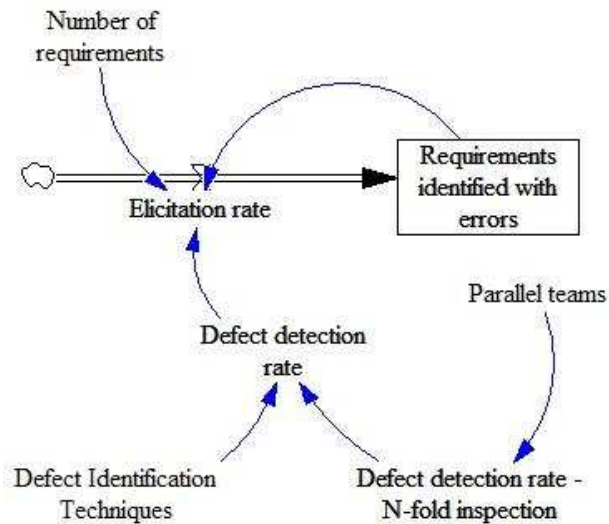 Number of
requirements
Requirements
identified with
errors
Elicitation rate
Parallel teams
Defect detection
rate
Defect Identification
Techniques
Defect detection rate -
N-fold inspection